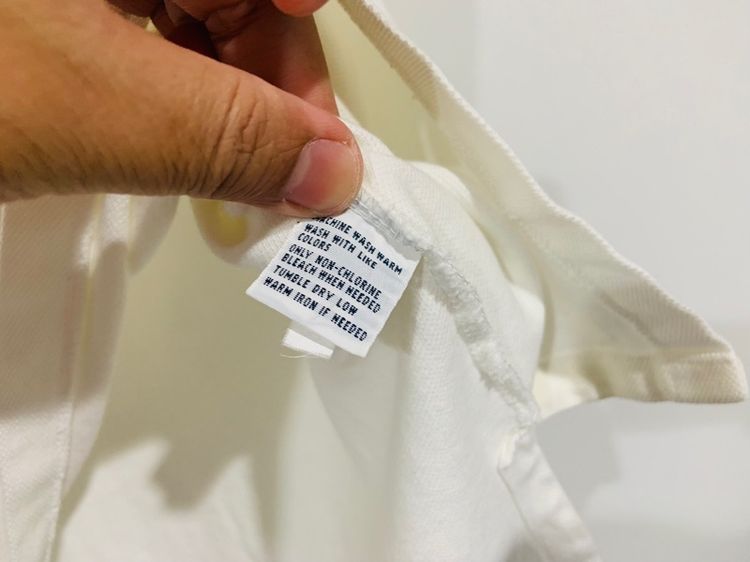 MACHINE WASH WARM
WASH WITH LIKE
COLORS
ONLY NON-CHLORINE
BLEACH WHEN NEEDED
TUMBLE DRY LOW
WARM IRON IF NEEDED